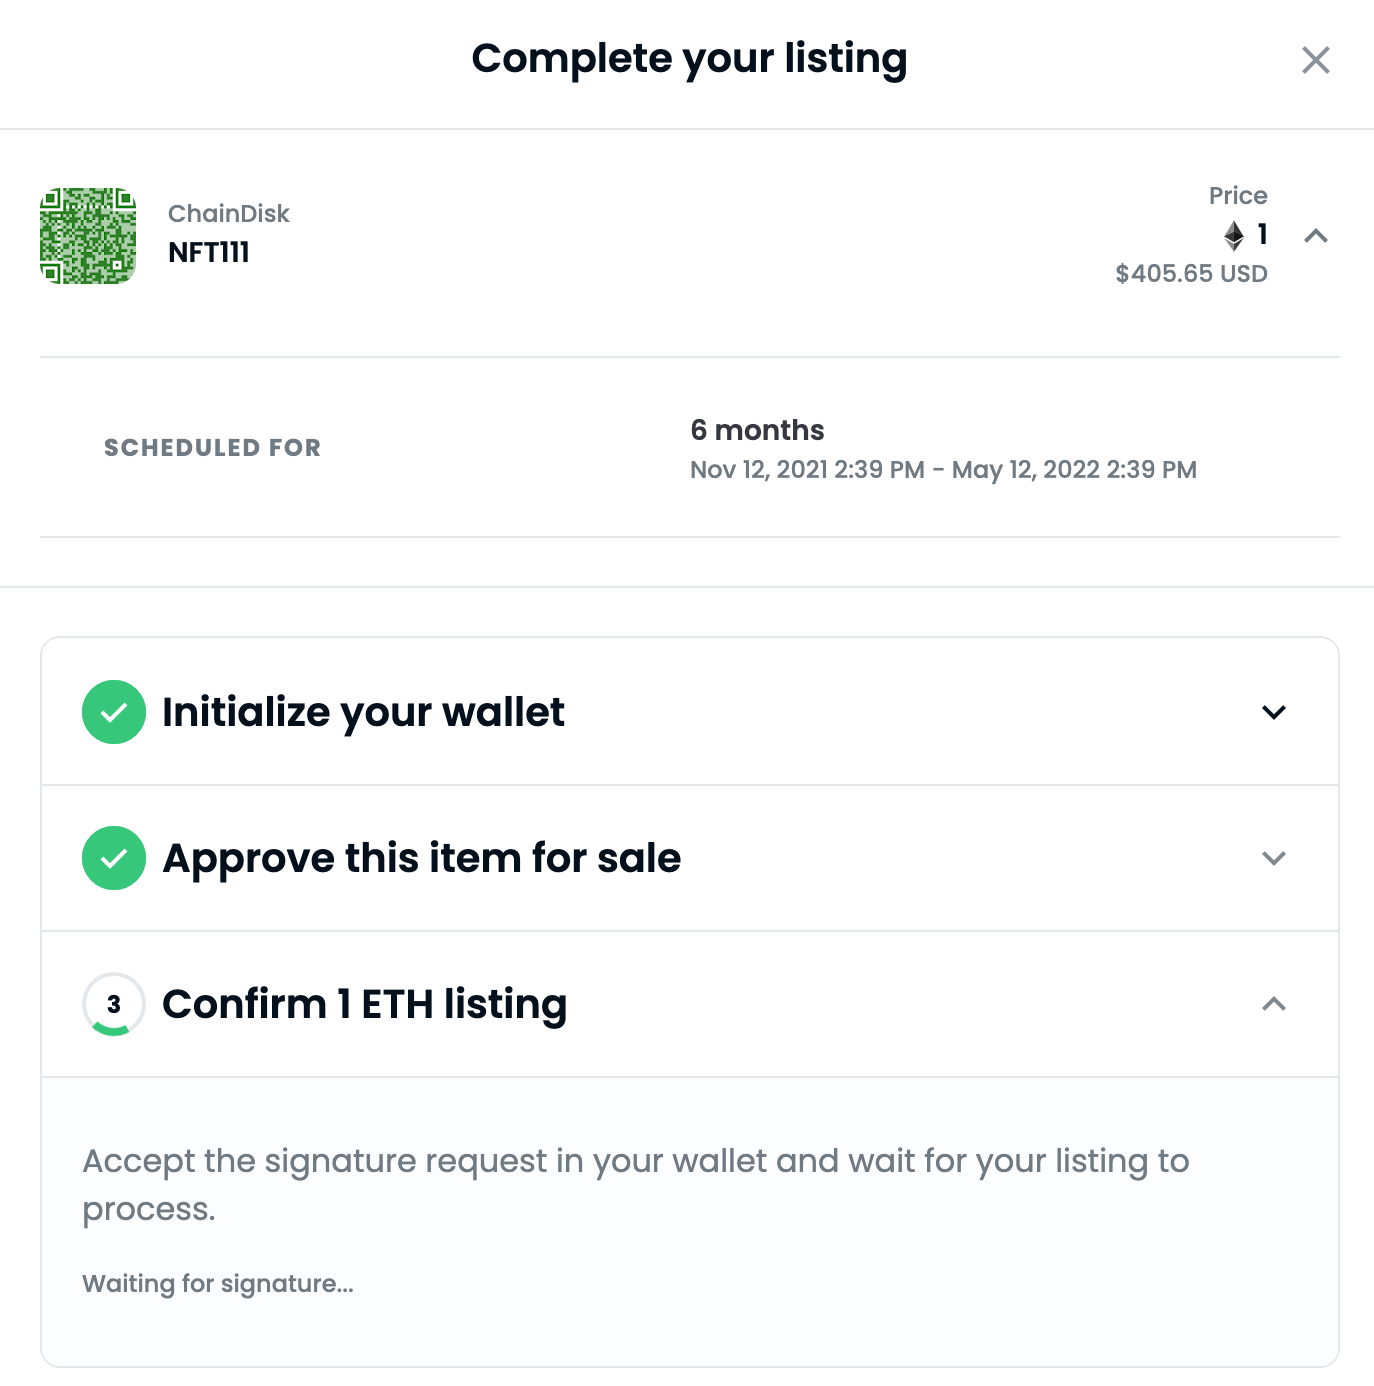 Complete your listing
ChainDisk
NFT111
Price
1
$405.65 USD
SCHEDULED FOR
6 months
Nov 12, 2021 2:39 PM - May 12, 2022 2:39 PM
Initialize your wallet
Approve this item for sale
3
Confirm 1 ETH listing
Accept the signature request in your wallet and wait for your listing to
process.
Waiting for signature...